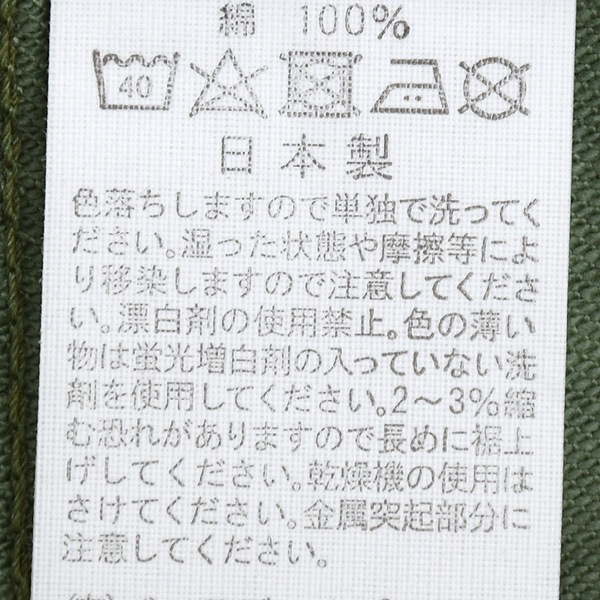 綿 100%
40
日本製
色落ちしますので単独で洗ってく
ださい。湿った状態や摩擦等によ
り移染しますので注意してくださ
い。漂白剤の使用禁止。色の薄い
物は蛍光増白剤の入っていない洗
剤を使用してください。2～3%縮
む恐れがありますので長めに裾上
げしてください。乾燥機の使用は
さけてください。金属突起部分に
注意してください。